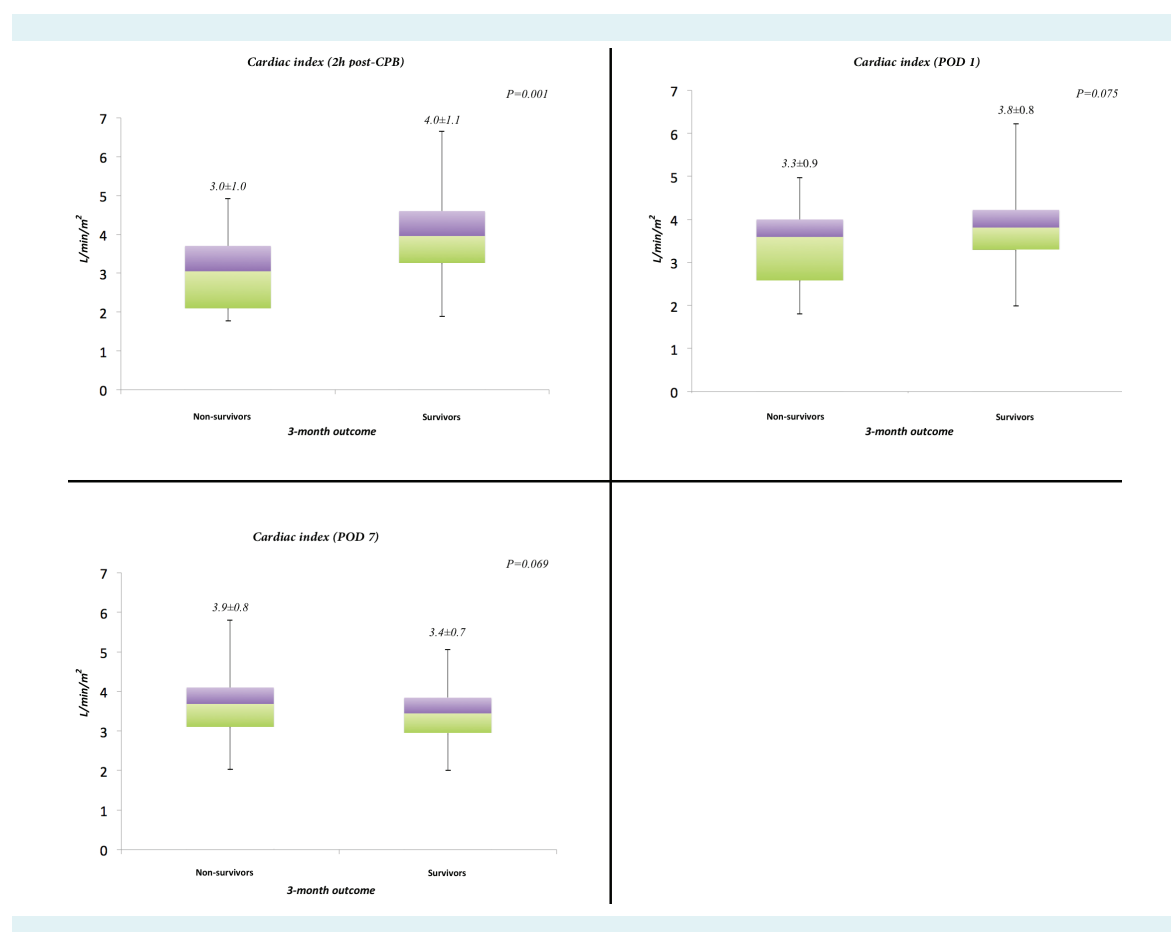 Cardiac index (2h post-CPB)
P=0.001
7
6
5
4
3
2
1
0
L/min/m²
3.0±1.0
4.0±1.1
Non-survivors
Survivors
3-month outcome
Cardiac index (POD 1)
P=0.075
7
6
5
4
3
2
1
0
L/min/m²
3.3±0.9
3.8±0.8
Non-survivors
Survivors
3-month outcome
Cardiac index (POD 7)
P=0.069
7
6
5
4
3
2
1
0
L/min/m²
3.9±0.8
3.4±0.7
Non-survivors
Survivors
3-month outcome